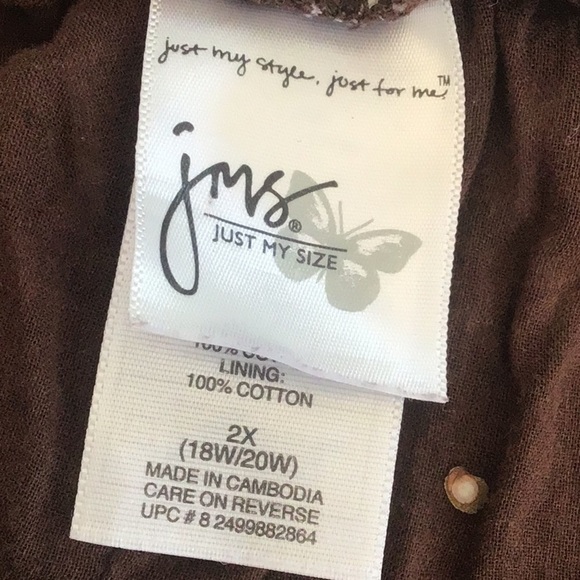 just my style, just for me.™
jms®
JUST MY SIZE
100%
LINING:
100% COTTON
2X
(18W/20W)
MADE IN CAMBODIA
CARE ON REVERSE
UPC # 8 2499882864